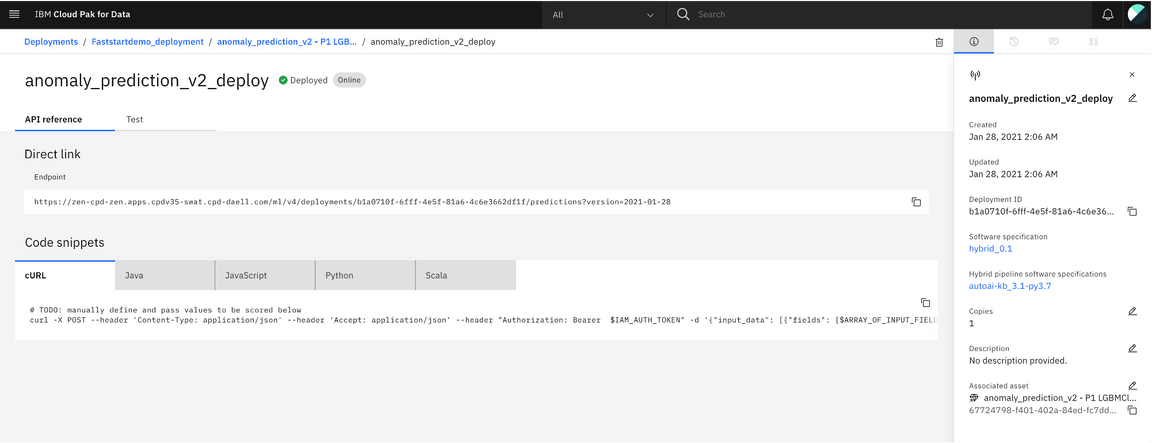 IBM Cloud Pak for Data
All
Search
Deployments / Faststartdemo_deployment / anomaly_prediction_v2 - P1 LGB... / anomaly_prediction_v2_deploy
anomaly_prediction_v2_deploy
Deployed
Online
API reference
Test
Direct link
Endpoint
https://zen-cpd-zen.apps.cpdv35-swat.cpd-daell.com/ml/v4/deployments/b1a0710f-6fff-4e5f-81a6-4c6e3662df1f/predictions?version=2021-01-28
Code snippets
cURL
Java
JavaScript
Python
Scala
# TODO: manually define and pass values to be scored below
curl -X POST --header 'Content-Type: application/json' --header 'Accept: application/json' --header "Authorization: Bearer  $IAM_AUTH_TOKEN" -d '{"input_data": [{"fields": [$ARRAY_OF_INPUT_FIELD
anomaly_prediction_v2_deploy
Created
Jan 28, 2021 2:06 AM
Updated
Jan 28, 2021 2:06 AM
Deployment ID
b1a0710f-6fff-4e5f-81a6-4c6e36...
Software specification
hybrid_0.1
Hybrid pipeline software specifications
autoai-kb_3.1-py3.7
Copies
1
Description
No description provided.
Associated asset
anomaly_prediction_v2 - P1 LGBMCl...
67724798-f401-402a-84ed-fc7dd...